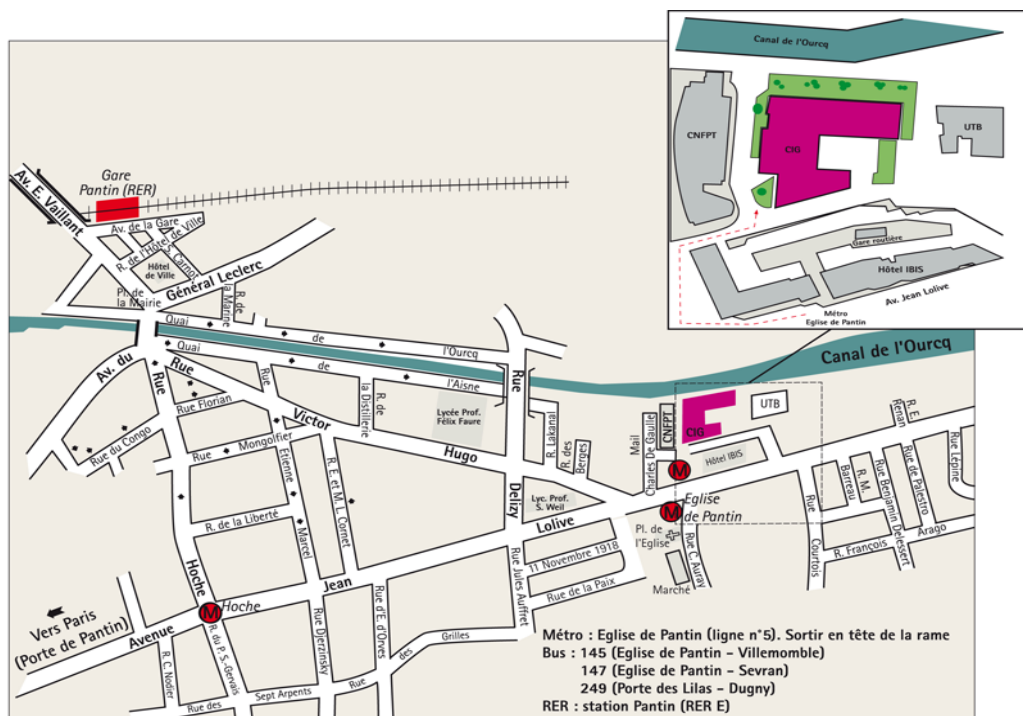 Canal de l'Ourcq
CNFPT
CIG
UTB
Gare routière
Hôtel IBIS
Av. Jean Lolive
Métro
Eglise de Pantin
Av. E. Vaillant
Gare
Pantin (RER)
Av. de la Gare
R. de l'Hôtel de Ville
S. Carnot
Hôtel
de Ville
Général Leclerc
Pl. de
la Mairie
R. de
la Marine
Quai de l'Ourcq
Canal de l'Ourcq
Quai de l'Aisne
Av. du
Rue
Hoche
Rue Victor Hugo
Rue Florian
Rue du Congo
Rue Mongolfier
R. de la Liberté
Rue
Etienne
Marcel
R. E. et M. L. Cornet
R. de
la Distillerie
Lycée Prof.
Félix Faure
Rue
Delizy
R. Lakanal
R. des
Berges
Lyc. Prof.
S. Weil
Mail
Charles De Gaulle
CNFPT
CIG
UTB
Hôtel IBIS
M
M
Eglise
de Pantin
Pl. de
l'Eglise
Marché
Rue C. Auray
R. E.
Renan
Rue Lépine
Rue de Palestro
Rue Benjamin Delessert
R. M.
Barreau
Rue
Courtois
R. François Arago
11 Novembre 1918
Rue de la Paix
Rue Jules Auffret
Avenue Jean Lolive
M
Hoche
Vers Paris
(Porte de Pantin)
R. C. Nodier
R. du P. S.-Gervais
Rue des Sept Arpents
Rue Djerzinsky
Rue d'E. d'Orves
Rue des Grilles
Métro : Eglise de Pantin (ligne n°5). Sortir en tête de la rame
Bus : 145 (Eglise de Pantin - Villemomble)
147 (Eglise de Pantin - Sevran)
249 (Porte des Lilas - Dugny)
RER : station Pantin (RER E)